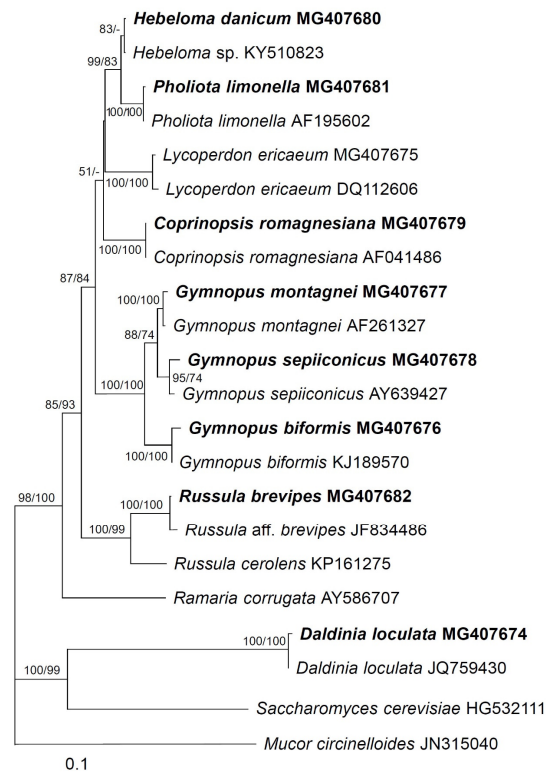 83/-
Hebeloma danicum MG407680
Hebeloma sp. KY510823
99/83
Pholiota limonella MG407681
100/100
Pholiota limonella AF195602
Lycoperdon ericaeum MG407675
51/-
100/100
Lycoperdon ericaeum DQ112606
Coprinopsis romagnesiana MG407679
100/100
Coprinopsis romagnesiana AF041486
87/84
Gymnopus montagnei MG407677
100/100
Gymnopus montagnei AF261327
88/74
Gymnopus sepiiconicus MG407678
95/74
100/100
Gymnopus sepiiconicus AY639427
85/93
Gymnopus biformis MG407676
100/100
Gymnopus biformis KJ189570
98/100
Russula brevipes MG407682
100/100
100/99
Russula aff. brevipes JF834486
Russula cerolens KP161275
Ramaria corrugata AY586707
Daldinia loculata MG407674
100/100
100/99
Daldinia loculata JQ759430
Saccharomyces cerevisiae HG532111
Mucor circinelloides JN315040
0.1